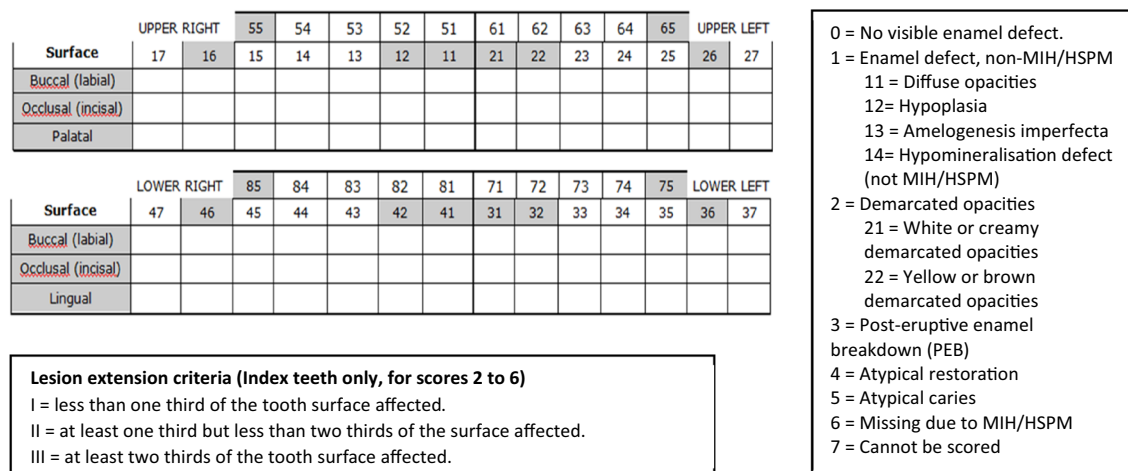 UPPER RIGHT 55 54 53 52 51 61 62 63 64 65 UPPER LEFT
Surface 17 16 15 14 13 12 11 21 22 23 24 25 26 27
Buccal (labial)
Occlusal (incisal)
Palatal
LOWER RIGHT 85 84 83 82 81 71 72 73 74 75 LOWER LEFT
Surface 47 46 45 44 43 42 41 31 32 33 34 35 36 37
Buccal (labial)
Occlusal (incisal)
Lingual
Lesion extension criteria (Index teeth only, for scores 2 to 6)
I = less than one third of the tooth surface affected.
II = at least one third but less than two thirds of the surface affected.
III = at least two thirds of the tooth surface affected.
0 = No visible enamel defect.
1 = Enamel defect, non-MIH/HSPM
11 = Diffuse opacities
12= Hypoplasia
13 = Amelogenesis imperfecta
14= Hypomineralisation defect
(not MIH/HSPM)
2 = Demarcated opacities
21 = White or creamy
demarcated opacities
22 = Yellow or brown
demarcated opacities
3 = Post-eruptive enamel
breakdown (PEB)
4 = Atypical restoration
5 = Atypical caries
6 = Missing due to MIH/HSPM
7 = Cannot be scored